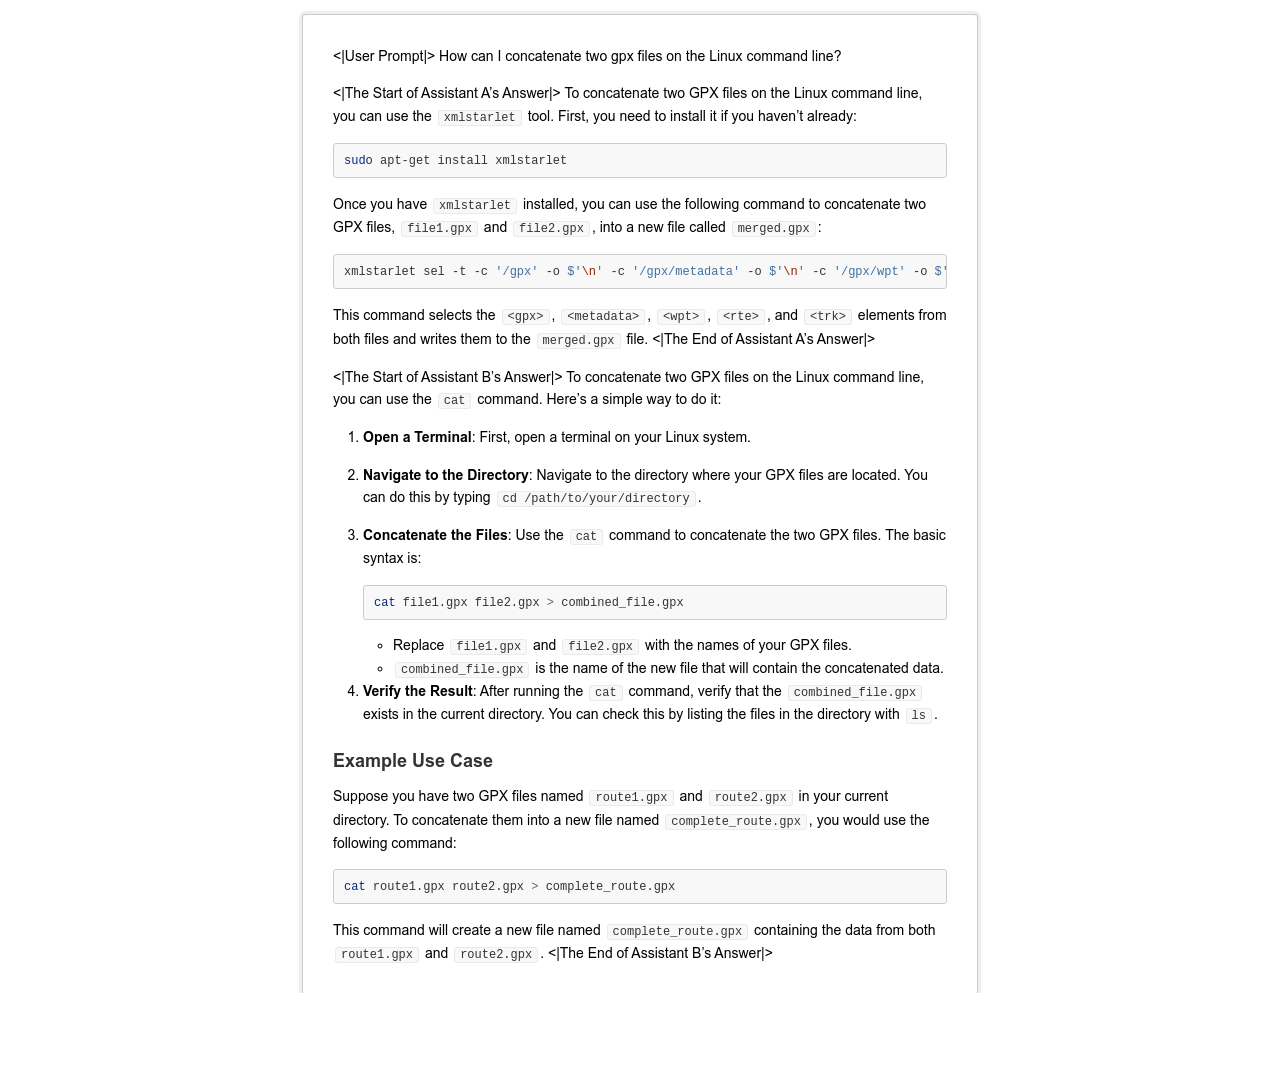 <|User Prompt|> How can I concatenate two gpx files on the Linux command line?
<|The Start of Assistant A’s Answer|> To concatenate two GPX files on the Linux command line,
you can use the xmlstarlet tool. First, you need to install it if you haven’t already:
sudo apt-get install xmlstarlet
Once you have xmlstarlet installed, you can use the following command to concatenate two
GPX files, file1.gpx and file2.gpx, into a new file called merged.gpx:
xmlstarlet sel -t -c '/gpx' -o $'\n' -c '/gpx/metadata' -o $'\n' -c '/gpx/wpt' -o $'
This command selects the <gpx>, <metadata>, <wpt>, <rte>, and <trk> elements from
both files and writes them to the merged.gpx file. <|The End of Assistant A’s Answer|>
<|The Start of Assistant B’s Answer|> To concatenate two GPX files on the Linux command line,
you can use the cat command. Here’s a simple way to do it:
1. Open a Terminal: First, open a terminal on your Linux system.
2. Navigate to the Directory: Navigate to the directory where your GPX files are located. You
can do this by typing cd /path/to/your/directory.
3. Concatenate the Files: Use the cat command to concatenate the two GPX files. The basic
syntax is:
cat file1.gpx file2.gpx > combined_file.gpx
◦ Replace file1.gpx and file2.gpx with the names of your GPX files.
◦ combined_file.gpx is the name of the new file that will contain the concatenated data.
4. Verify the Result: After running the cat command, verify that the combined_file.gpx
exists in the current directory. You can check this by listing the files in the directory with ls.
Example Use Case
Suppose you have two GPX files named route1.gpx and route2.gpx in your current
directory. To concatenate them into a new file named complete_route.gpx, you would use the
following command:
cat route1.gpx route2.gpx > complete_route.gpx
This command will create a new file named complete_route.gpx containing the data from both
route1.gpx and route2.gpx. <|The End of Assistant B’s Answer|>